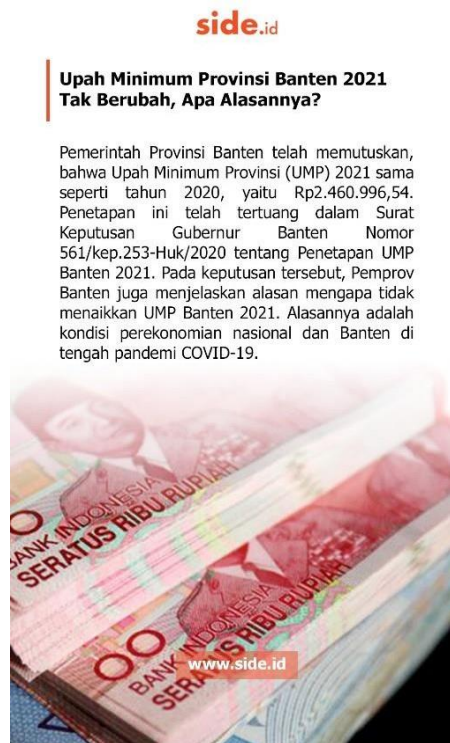 side.id
Upah Minimum Provinsi Banten 2021
Tak Berubah, Apa Alasannya?
Pemerintah Provinsi Banten telah memutuskan,
bahwa Upah Minimum Provinsi (UMP) 2021 sama
seperti tahun 2020, yaitu Rp2.460.996,54.
Penetapan ini telah tertuang dalam Surat
Keputusan Gubernur Banten Nomor
561/kep.253-Huk/2020 tentang Penetapan UMP
Banten 2021. Pada keputusan tersebut, Pemprov
Banten juga menjelaskan alasan mengapa tidak
menaikkan UMP Banten 2021. Alasannya adalah
kondisi perekonomian nasional dan Banten di
tengah pandemi COVID-19.
BANK INDONESIA
SERATUS RIBU RUPIAH
00
BANK INDONESIA
SERATUS RIBU RUPIAH
www.side.id